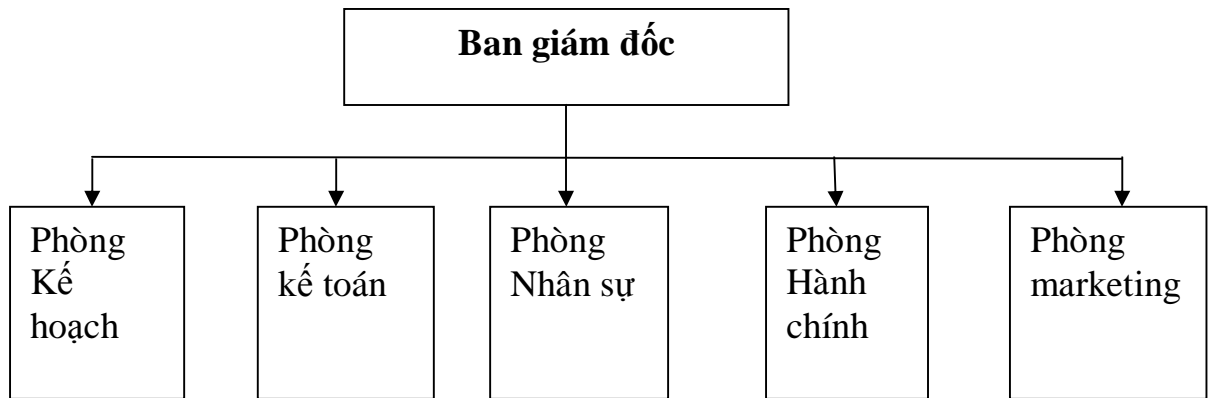 Ban giám đốc
Phòng
Kế
hoạch
Phòng
kế toán
Phòng
Nhân sự
Phòng
Hành
chính
Phòng
marketing